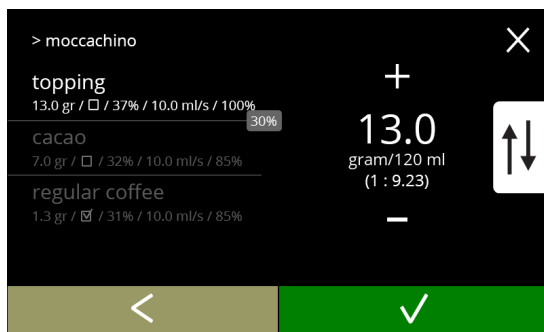 > moccachino
topping
13.0 gr / ☐ / 37% / 10.0 ml/s / 100%
30%
cacao
7.0 gr / ☐ / 32% / 10.0 ml/s / 85%
regular coffee
1.3 gr / ☑ / 31% / 10.0 ml/s / 85%
+
13.0
gram/120 ml
(1 : 9.23)
−